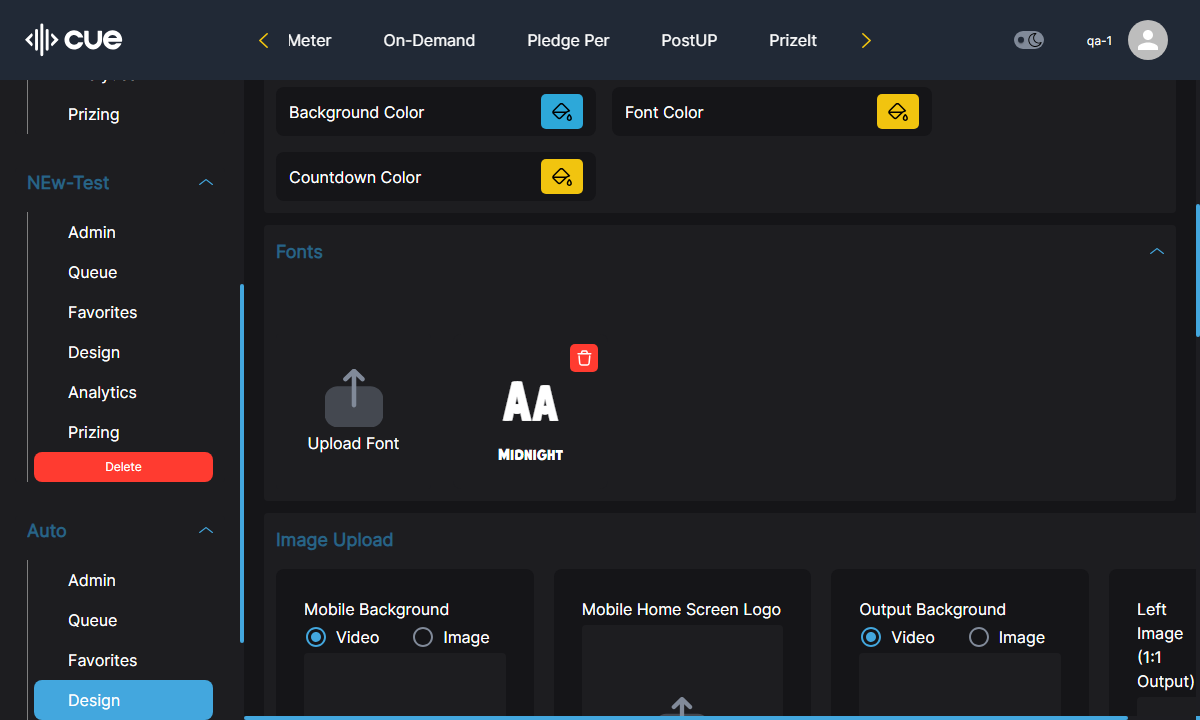 cue
Meter
On-Demand
Pledge Per
PostUP
PrizeIt
qa-1
Prizing
NEw-Test
Admin
Queue
Favorites
Design
Analytics
Prizing
Delete
Auto
Admin
Queue
Favorites
Design
Background Color
Font Color
Countdown Color
Fonts
Upload Font
AA
MIDNIGHT
Image Upload
Mobile Background
Video
Image
Mobile Home Screen Logo
Output Background
Video
Image
Left
Image
(1:1
Output)